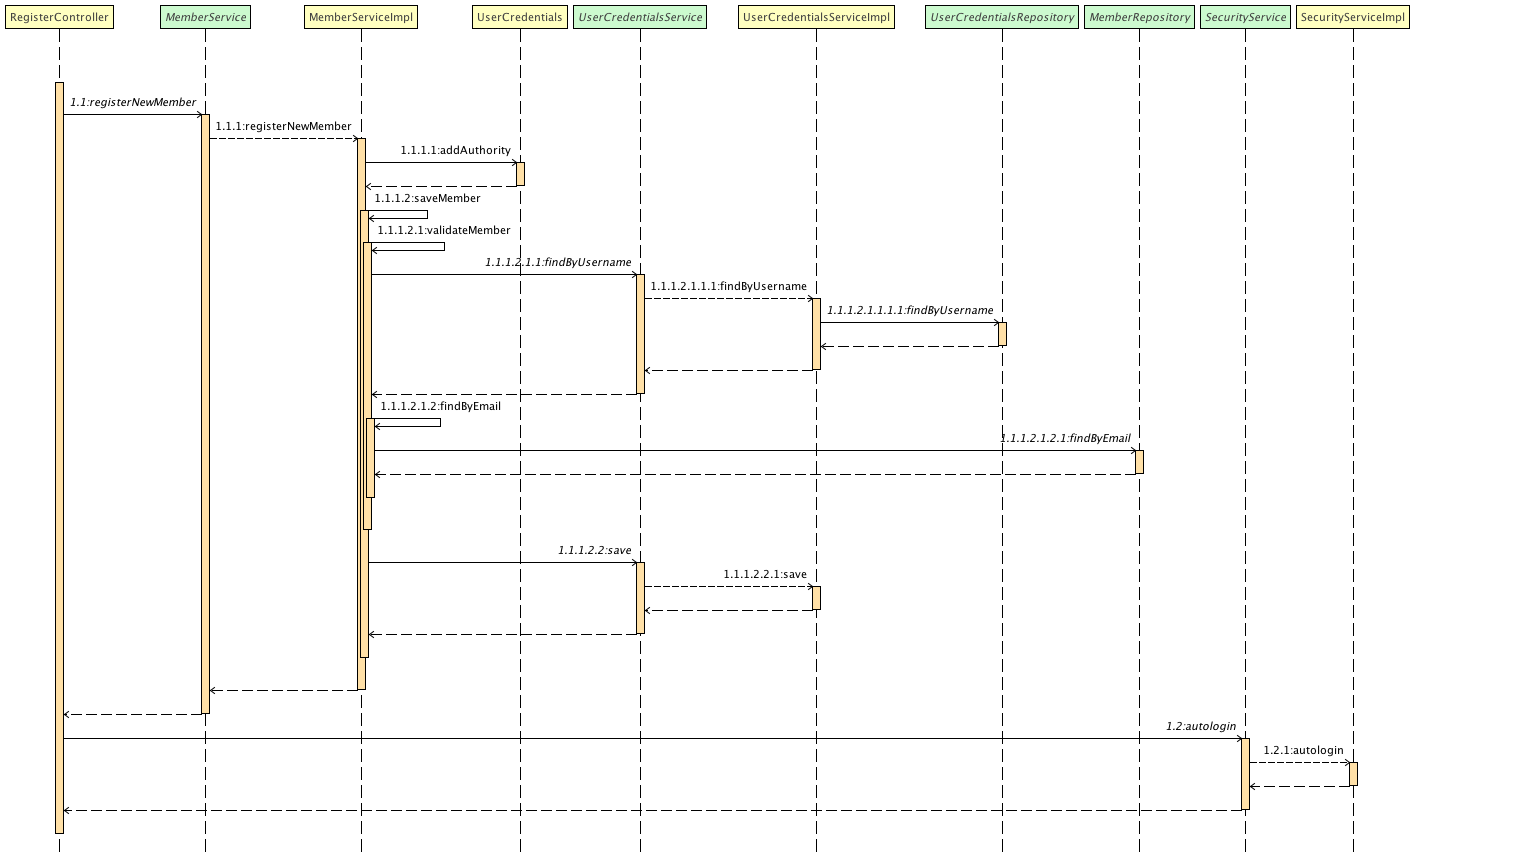 RegisterController
MemberService
MemberServiceImpl
UserCredentials
UserCredentialsService
UserCredentialsServiceImpl
UserCredentialsRepository
MemberRepository
SecurityService
SecurityServiceImpl
1.1:registerNewMember
1.1.1:registerNewMember
1.1.1.1:addAuthority
1.1.1.2:saveMember
1.1.1.2.1:validateMember
1.1.1.2.1.1:findByUsername
1.1.1.2.1.1.1:findByUsername
1.1.1.2.1.1.1.1:findByUsername
1.1.1.2.1.2:findByEmail
1.1.1.2.1.2.1:findByEmail
1.1.1.2.2:save
1.1.1.2.2.1:save
1.2:autologin
1.2.1:autologin